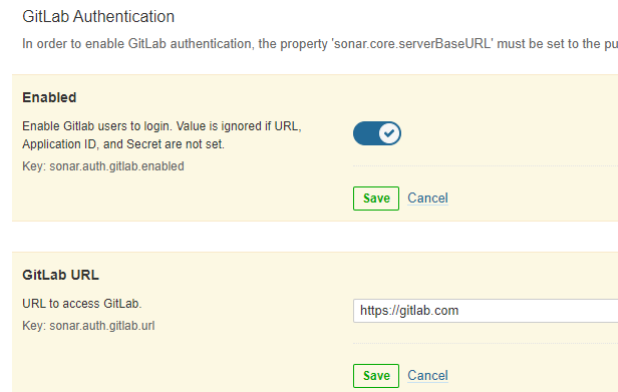 GitLab Authentication
In order to enable GitLab authentication, the property 'sonar.core.serverBaseURL' must be set to the pu
Enabled
Enable Gitlab users to login. Value is ignored if URL,
Application ID, and Secret are not set.
Key: sonar.auth.gitlab.enabled
Save Cancel
GitLab URL
URL to access GitLab.
https://gitlab.com
Key: sonar.auth.gitlab.url
Save Cancel